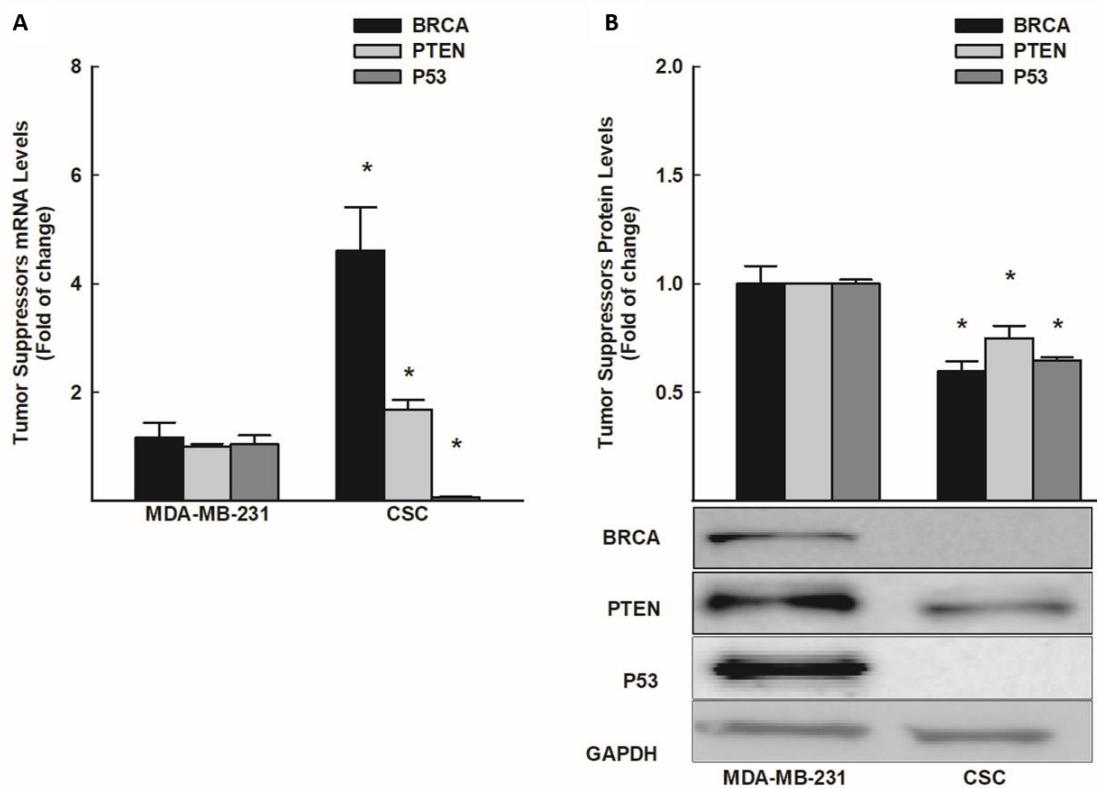 A
BRCA
PTEN
P53
Tumor Suppressors mRNA Levels
(Fold of change)
8
6
4
2
*
*
*
MDA-MB-231
CSC
B
BRCA
PTEN
P53
Tumor Suppressors Protein Levels
(Fold of change)
2.0
1.5
1.0
0.5
*
*
*
BRCA
PTEN
P53
GAPDH
MDA-MB-231
CSC